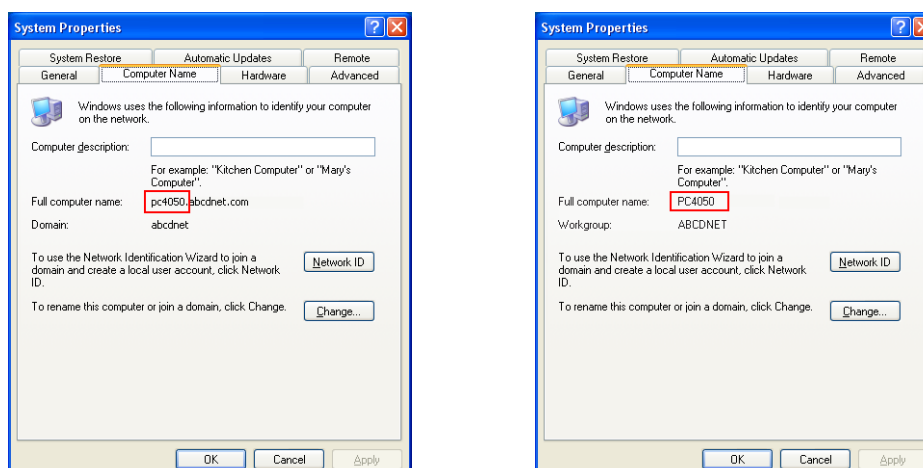 System Properties
System Restore Automatic Updates Remote
General Computer Name Hardware Advanced
Windows uses the following information to identify your computer
on the network.
Computer description:
For example: "Kitchen Computer" or "Mary's
Computer".
Full computer name: pc4050.abcdnet.com
Domain: abcdnet
To use the Network Identification Wizard to join a
domain and create a local user account, click Network
ID.
Network ID
To rename this computer or join a domain, click Change.
Change...
OK Cancel Apply
System Properties
System Restore Automatic Updates Remote
General Computer Name Hardware Advanced
Windows uses the following information to identify your computer
on the network.
Computer description:
For example: "Kitchen Computer" or "Mary's
Computer".
Full computer name: PC4050
Workgroup: ABCDNET
To use the Network Identification Wizard to join a
domain and create a local user account, click Network
ID.
Network ID
To rename this computer or join a domain, click Change.
Change...
OK Cancel Apply